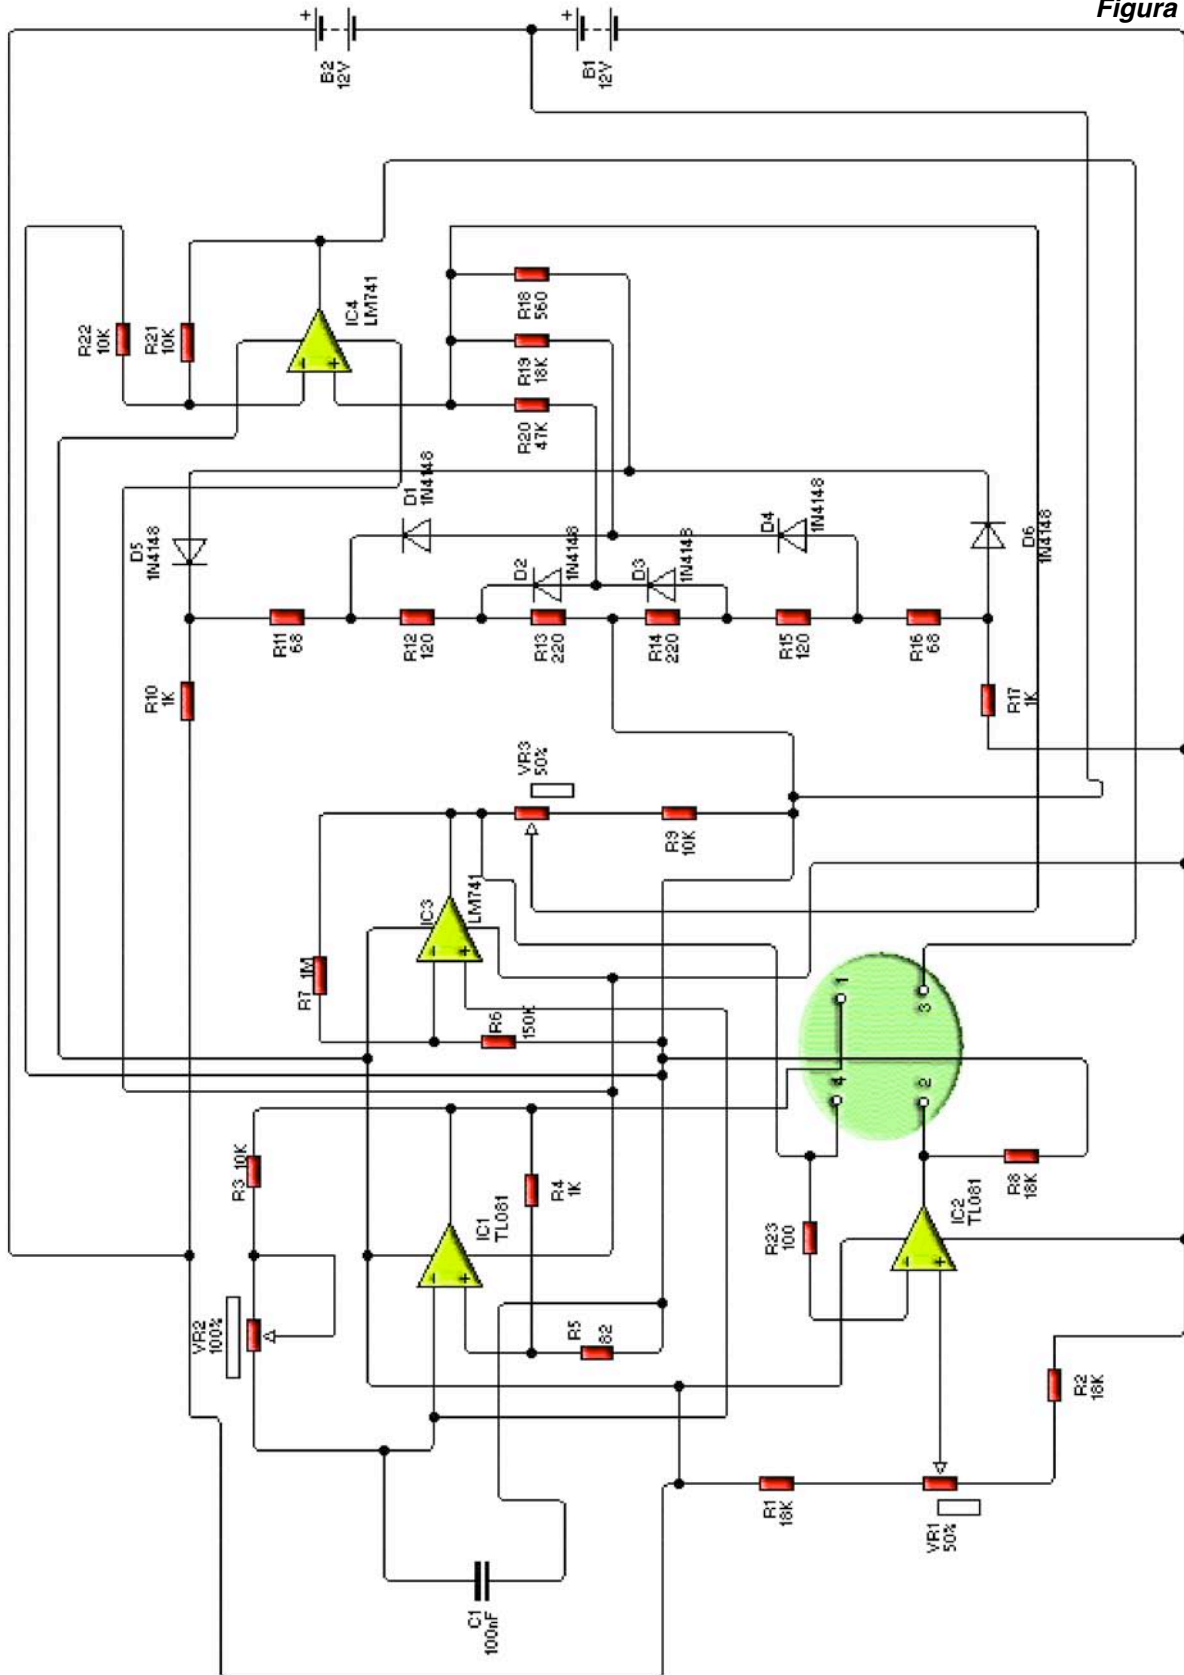 Figura
B2
12V
B1
12V
R22
10K
R21
10K
IC4
LM741
R18
560
R19
18K
R20
47K
D5
1N4148
D1
1N4148
D2
1N4148
D3
1N4148
D4
1N4148
D6
1N4148
R10
1K
R11
68
R12
120
R13
220
R14
220
R15
120
R16
68
R17
1K
VR3
50%
R9
10K
R7 1M
IC3
LM741
R6
150K
R3 10K
VR2
100%
IC1
TL081
R4
1K
R5
82
1
2
3
4
R23
100
IC2
TL081
R8
18K
R2
18K
R1
18K
VR1
50%
C1
100nF